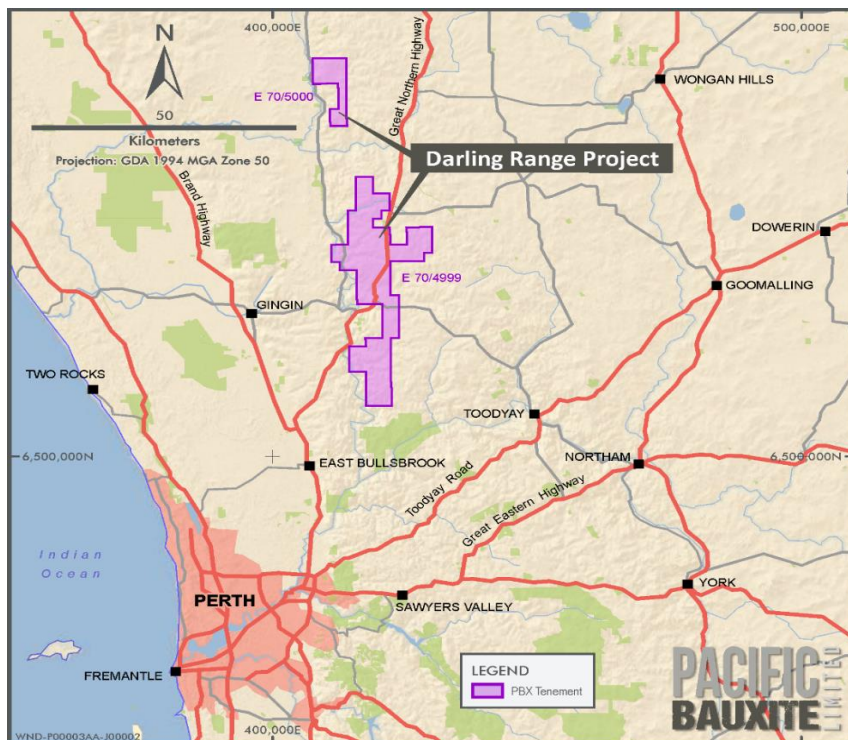 400,000E
500,000E
N
50
Kilometers
Projection: GDA 1994 MGA Zone 50
E 70/5000
Great Northern Highway
WONGAN HILLS
Darling Range Project
Brand Highway
DOWERIN
E 70/4999
GOOMALLING
GINGIN
TWO ROCKS
TOODYAY
6,500,000N
EAST BULLSBROOK
NORTHAM
6,500,000N
Toodyay Road
Great Eastern Highway
Indian
Ocean
PERTH
SAWYERS VALLEY
YORK
FREMANTLE
LEGEND
PBX Tenement
PACIFIC
BAUXITE
LIMITED
WND-P00003AA-J00002
400,000E